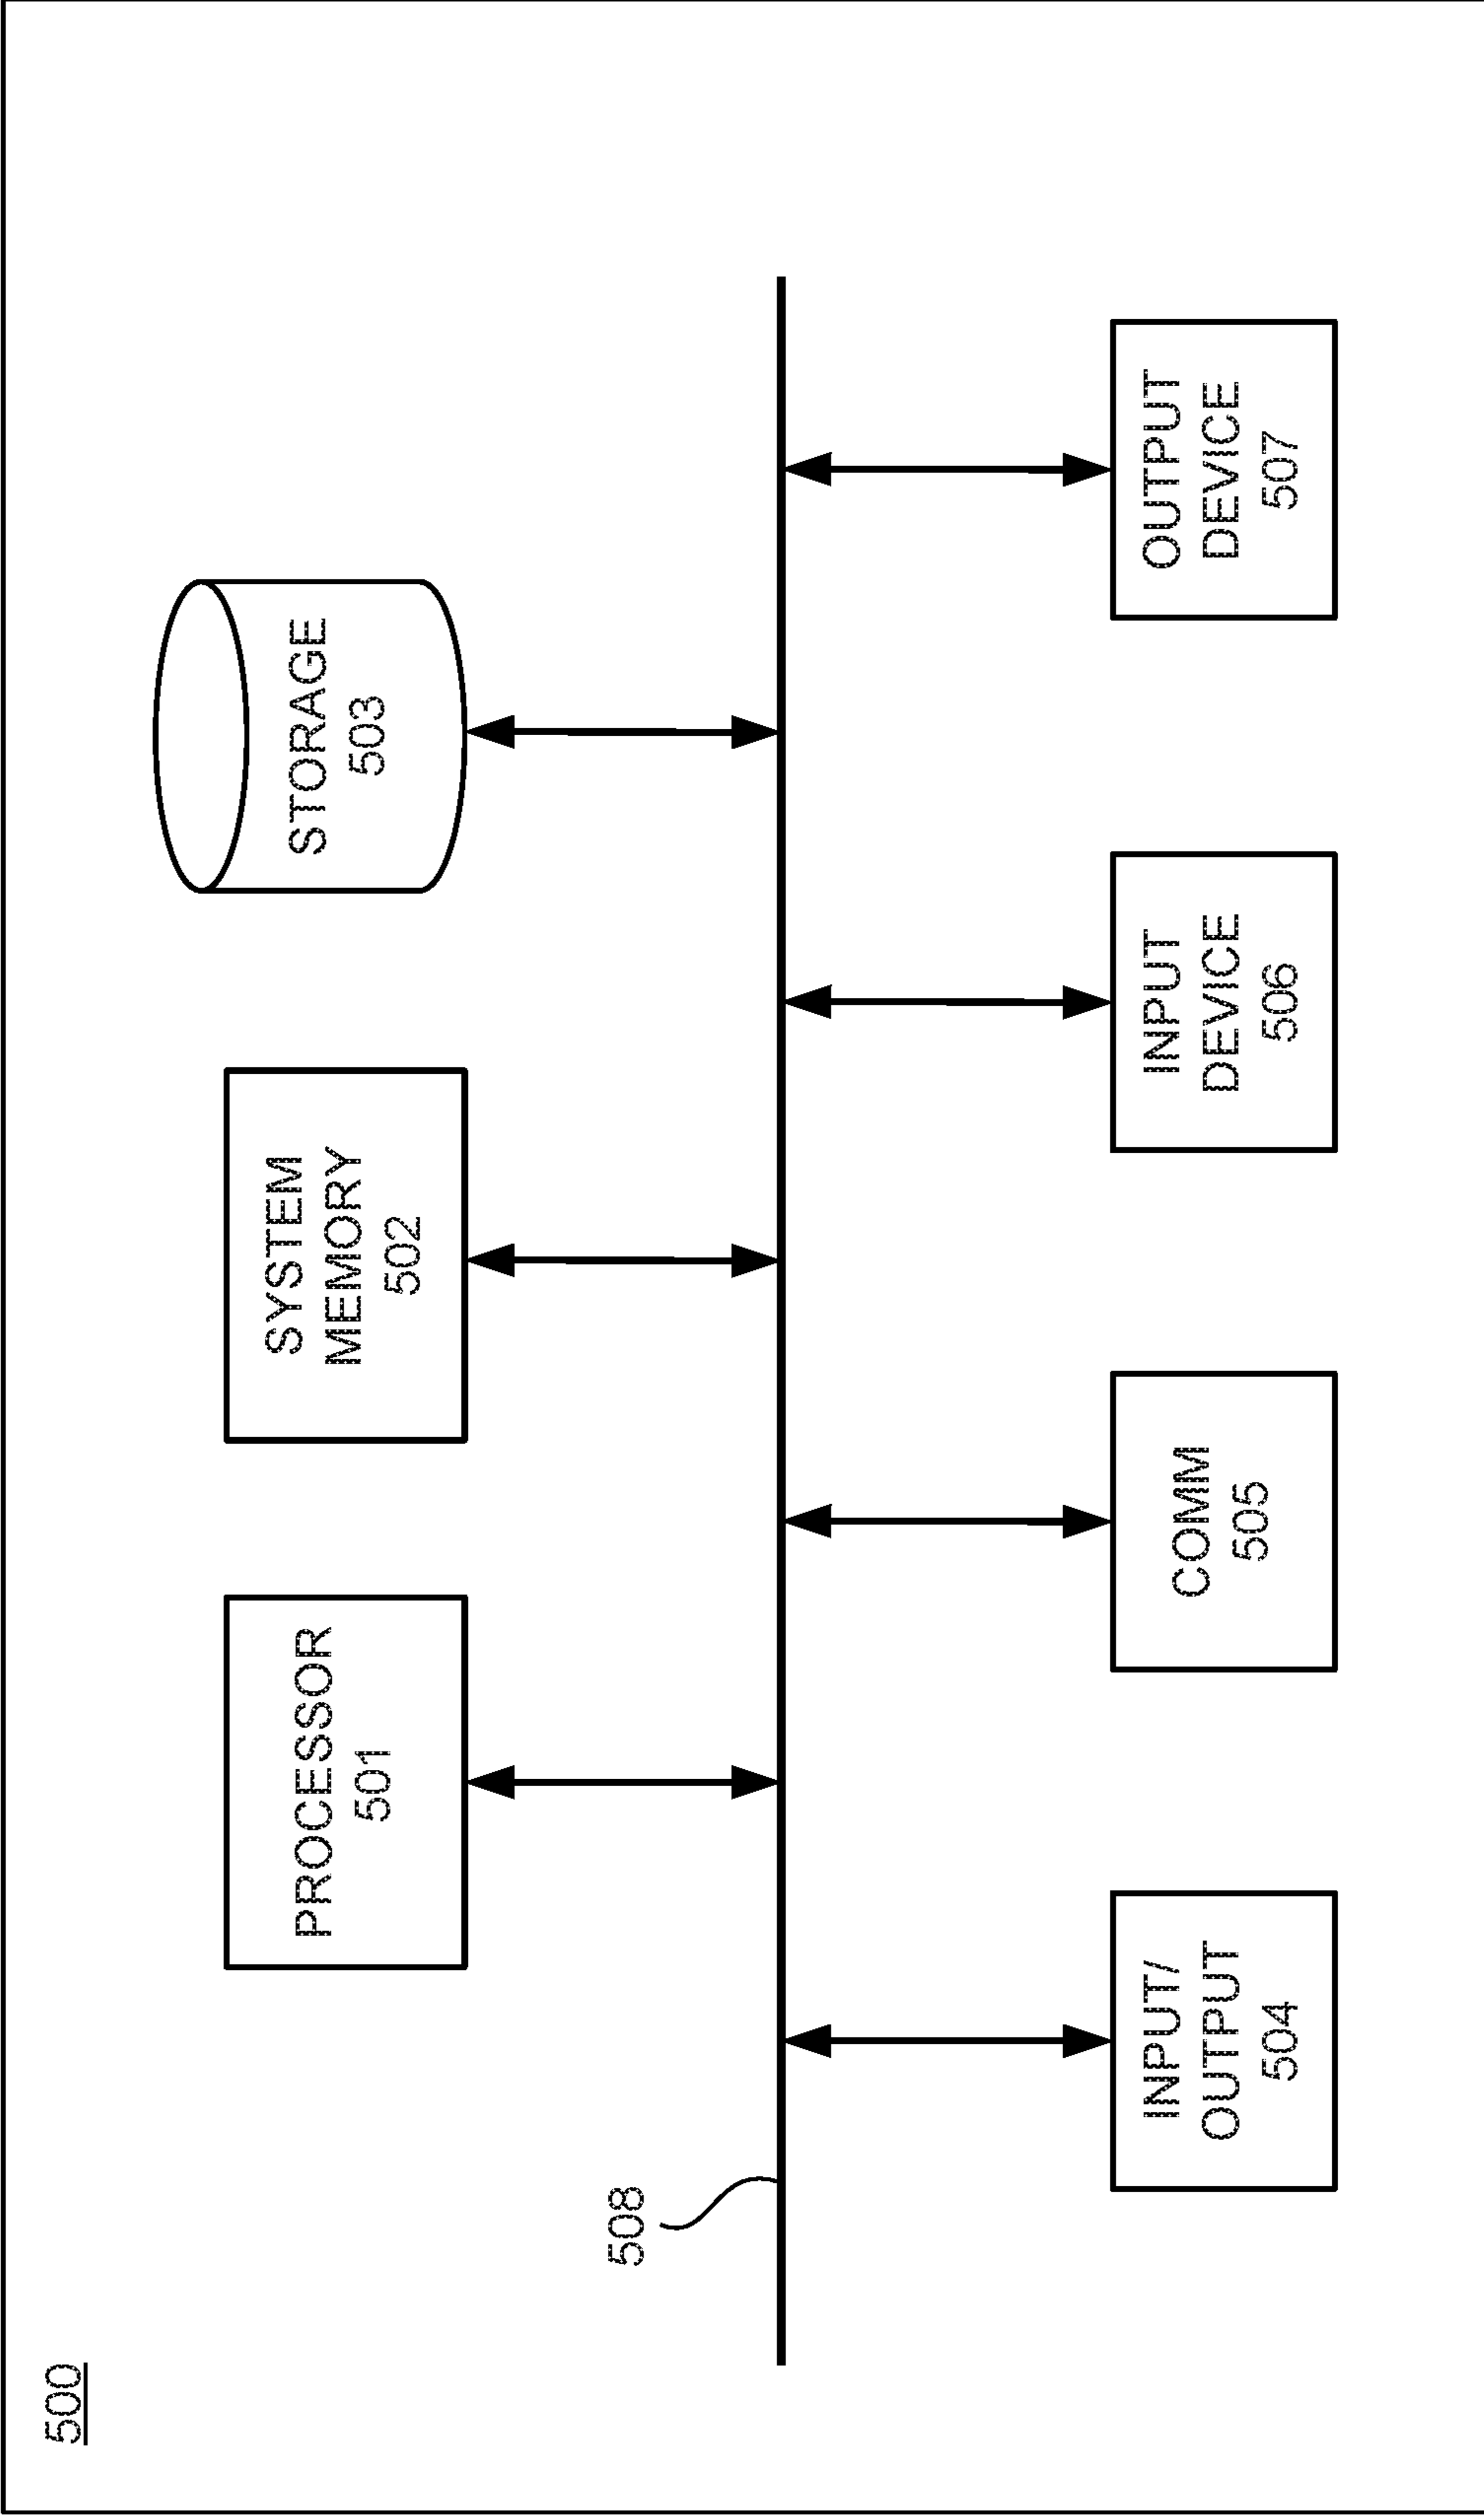 500
PROCESSOR
501
SYSTEM
MEMORY
502
STORAGE
503
508
INPUT/
OUTPUT
504
COMM
505
INPUT
DEVICE
506
OUTPUT
DEVICE
507